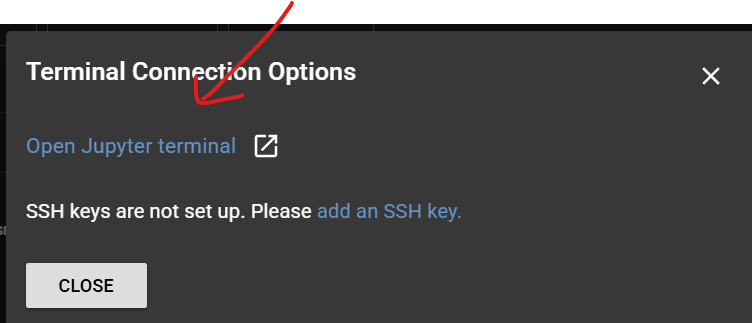 Terminal Connection Options
Open Jupyter terminal
SSH keys are not set up. Please add an SSH key.
CLOSE